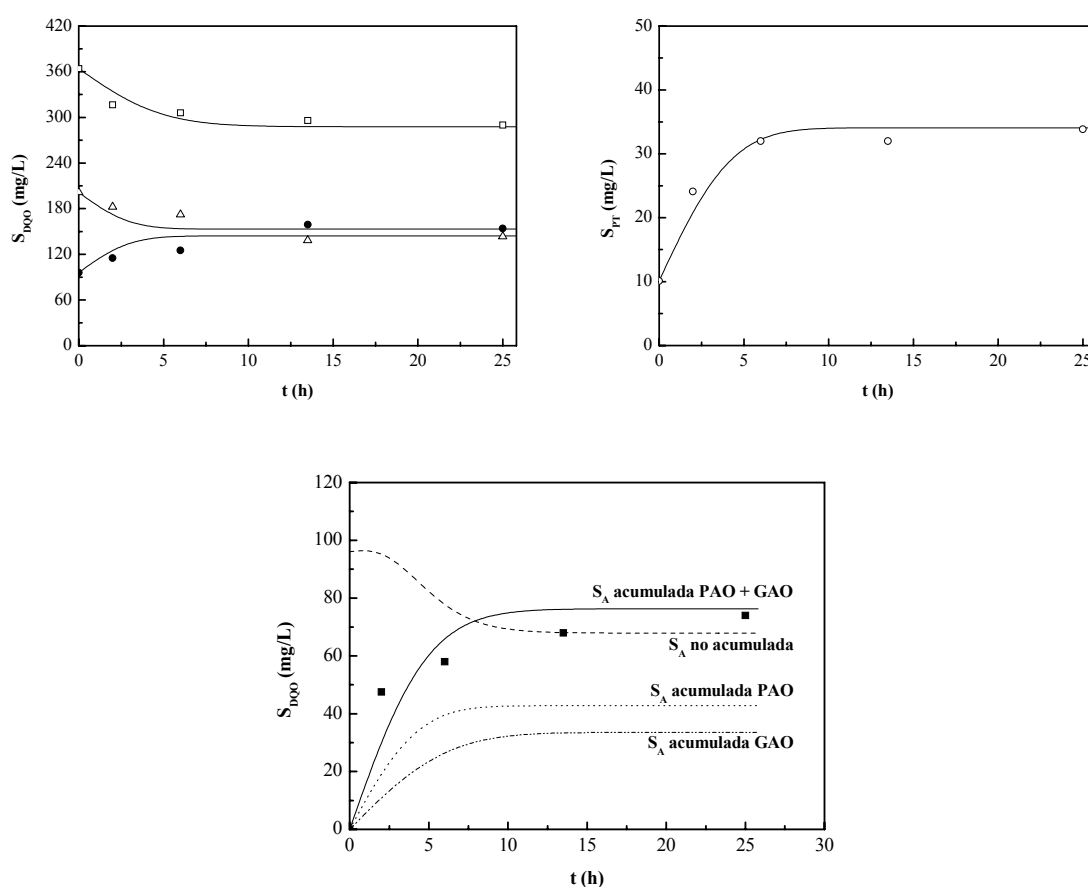 420
360
300
240
180
120
60
0
S_DQO (mg/L)
0 5 10 15 20 25
t (h)
50
40
30
20
10
0
S_PT (mg/L)
0 5 10 15 20 25
t (h)
120
100
80
60
40
20
0
S_DQO (mg/L)
S_A acumulada PAO + GAO
S_A no acumulada
S_A acumulada PAO
S_A acumulada GAO
0 5 10 15 20 25 30
t (h)